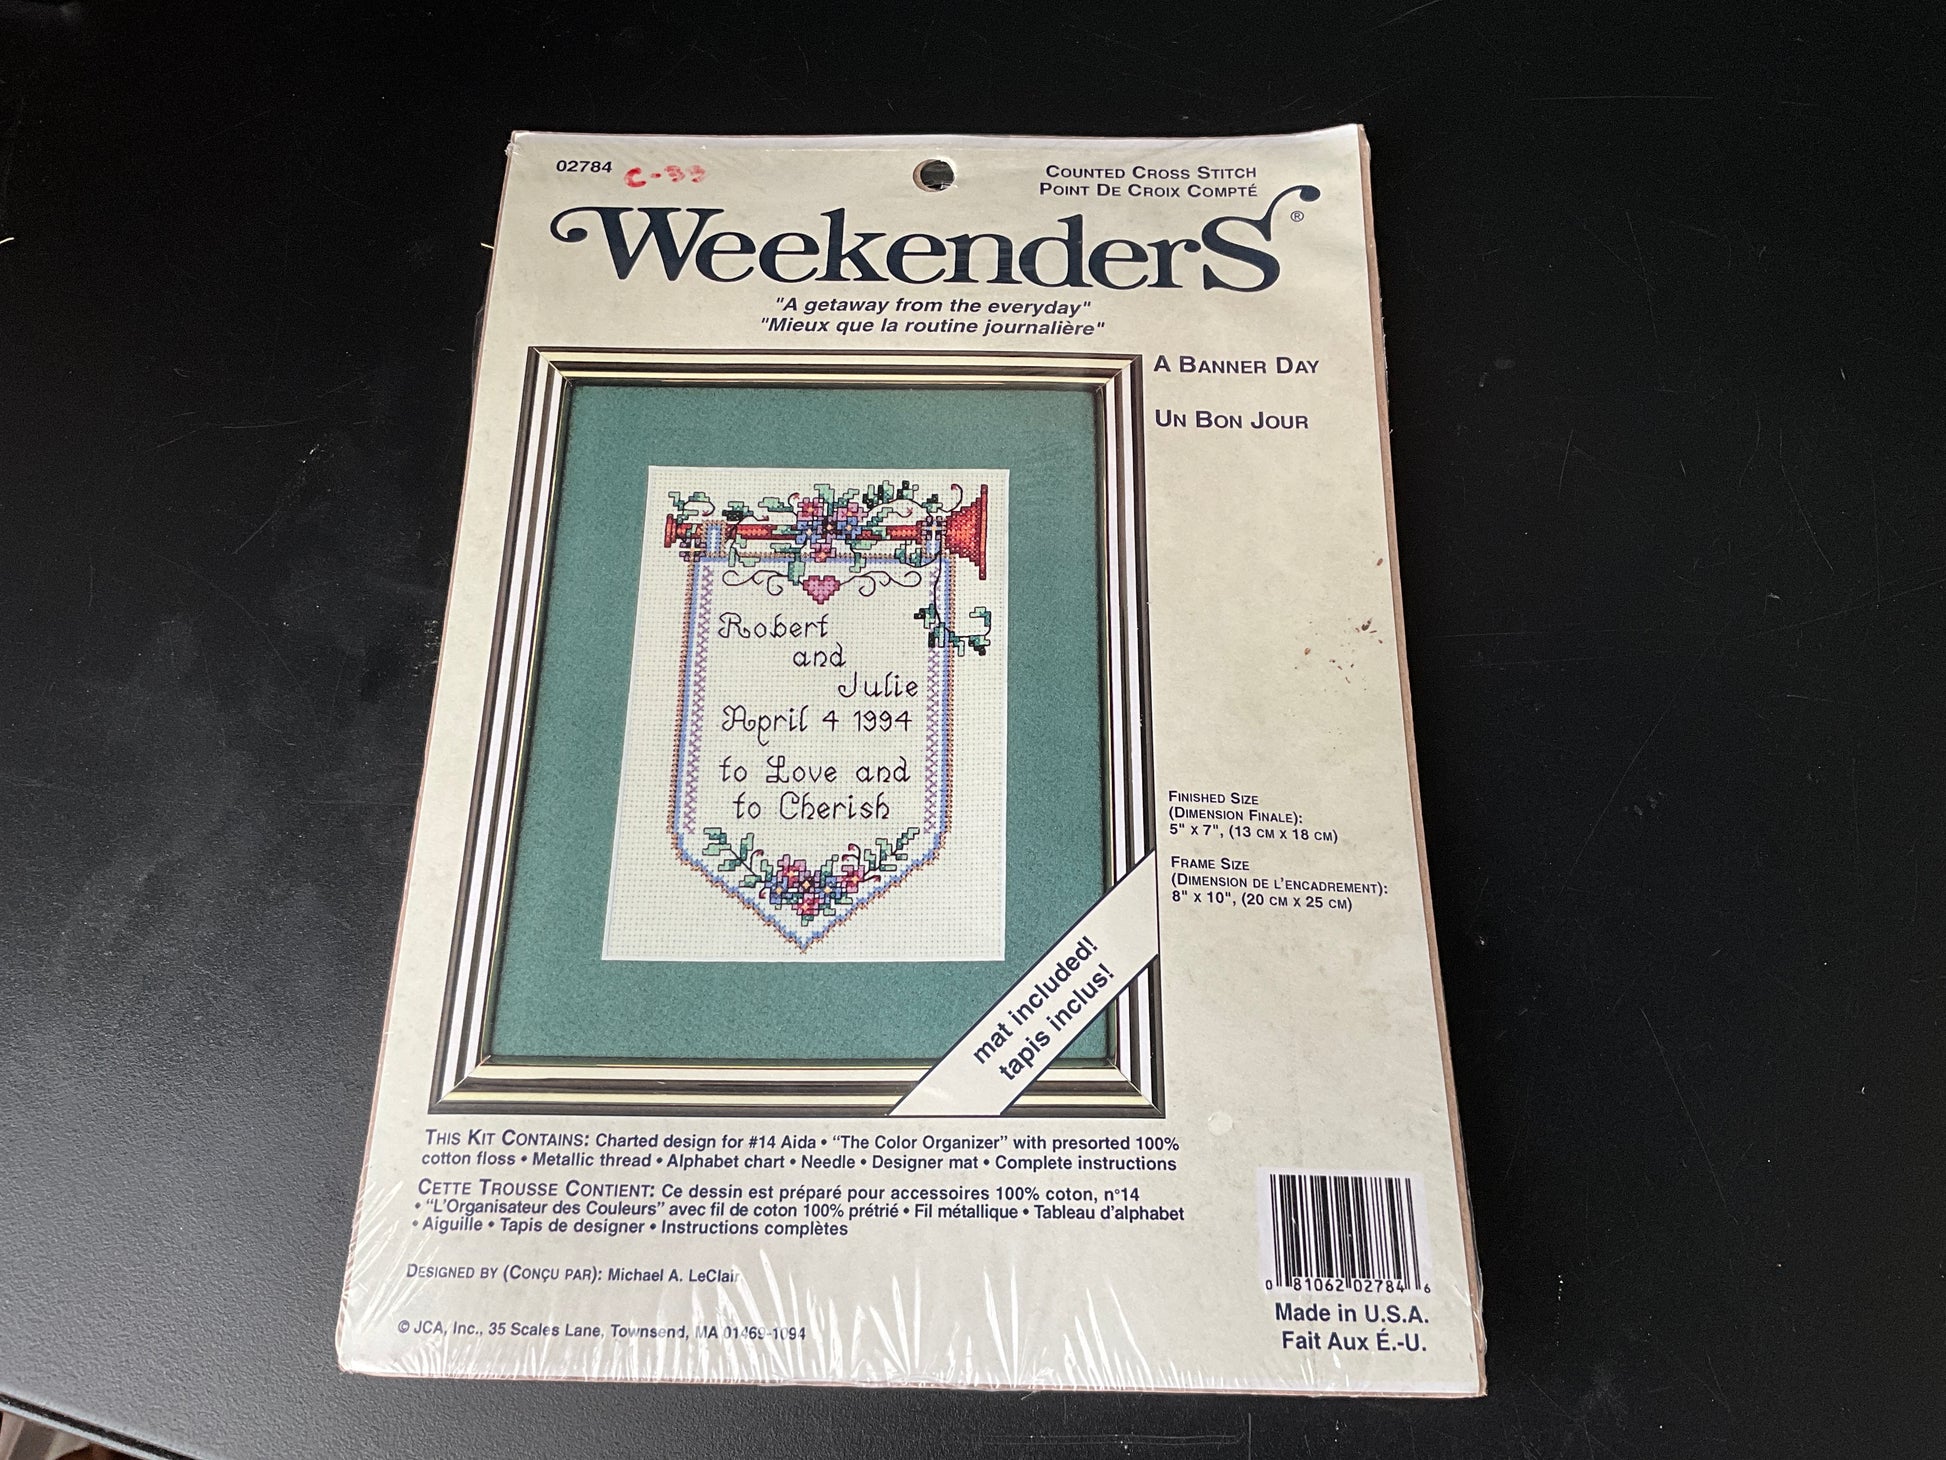 02784 C-33
COUNTED CROSS STITCH
POINT DE CROIX COMPTÉ
WeekenderS®
"A getaway from the everyday"
"Mieux que la routine journalière"
A BANNER DAY
UN BON JOUR
Robert
and
Julie
April 4 1994
to Love and
to Cherish
FINISHED SIZE
(DIMENSION FINALE):
5" X 7", (13 CM X 18 CM)
FRAME SIZE
(DIMENSION DE L'ENCADREMENT):
8" X 10", (20 CM X 25 CM)
mat included!
tapis inclus!
THIS KIT CONTAINS: Charted design for #14 Aida • "The Color Organizer" with presorted 100%
cotton floss • Metallic thread • Alphabet chart • Needle • Designer mat • Complete instructions
CETTE TROUSSE CONTIENT: Ce dessin est préparé pour accessoires 100% coton, n°14
• "L'Organisateur des Couleurs" avec fil de coton 100% prétrié • Fil métallique • Tableau d'alphabet
• Aiguille • Tapis de designer • Instructions complètes
DESIGNED BY (CONÇU PAR): Michael A. LeClair
© JCA, Inc., 35 Scales Lane, Townsend, MA 01469-1094
0 81062 02784 6
Made in U.S.A.
Fait Aux É.-U.